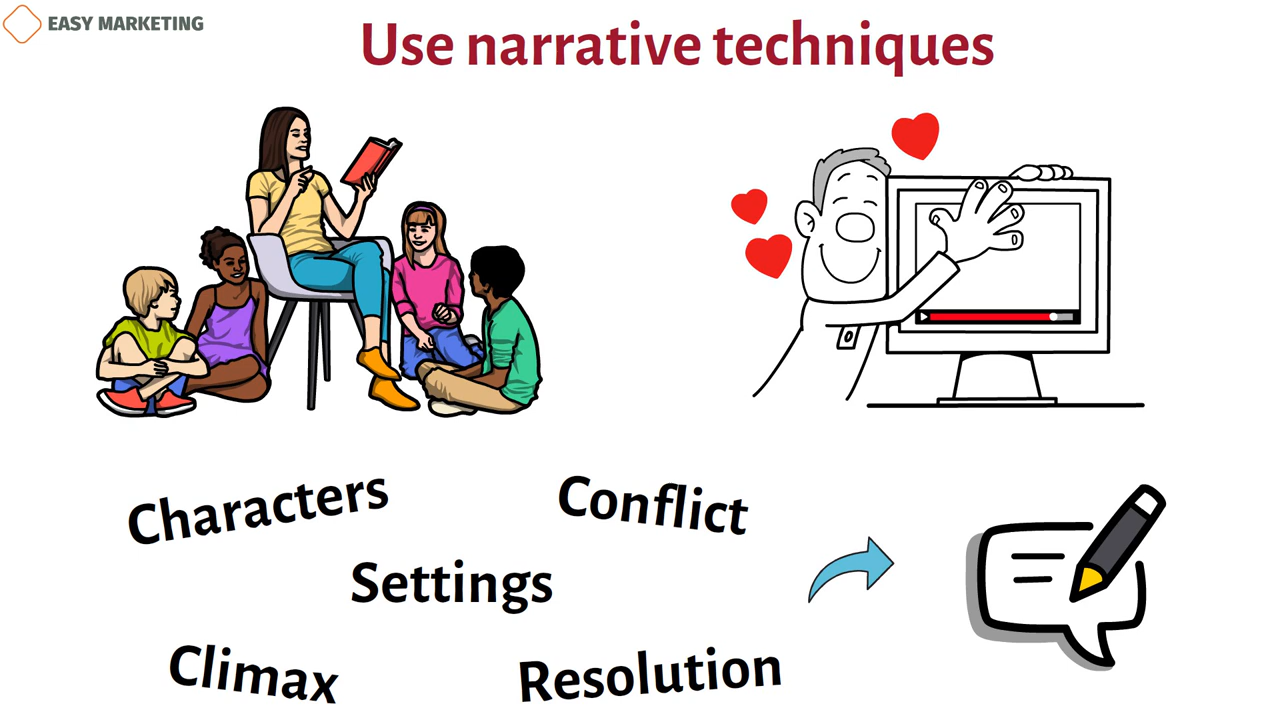 EASY MARKETING
Use narrative techniques
Characters
Conflict
Settings
Climax
Resolution